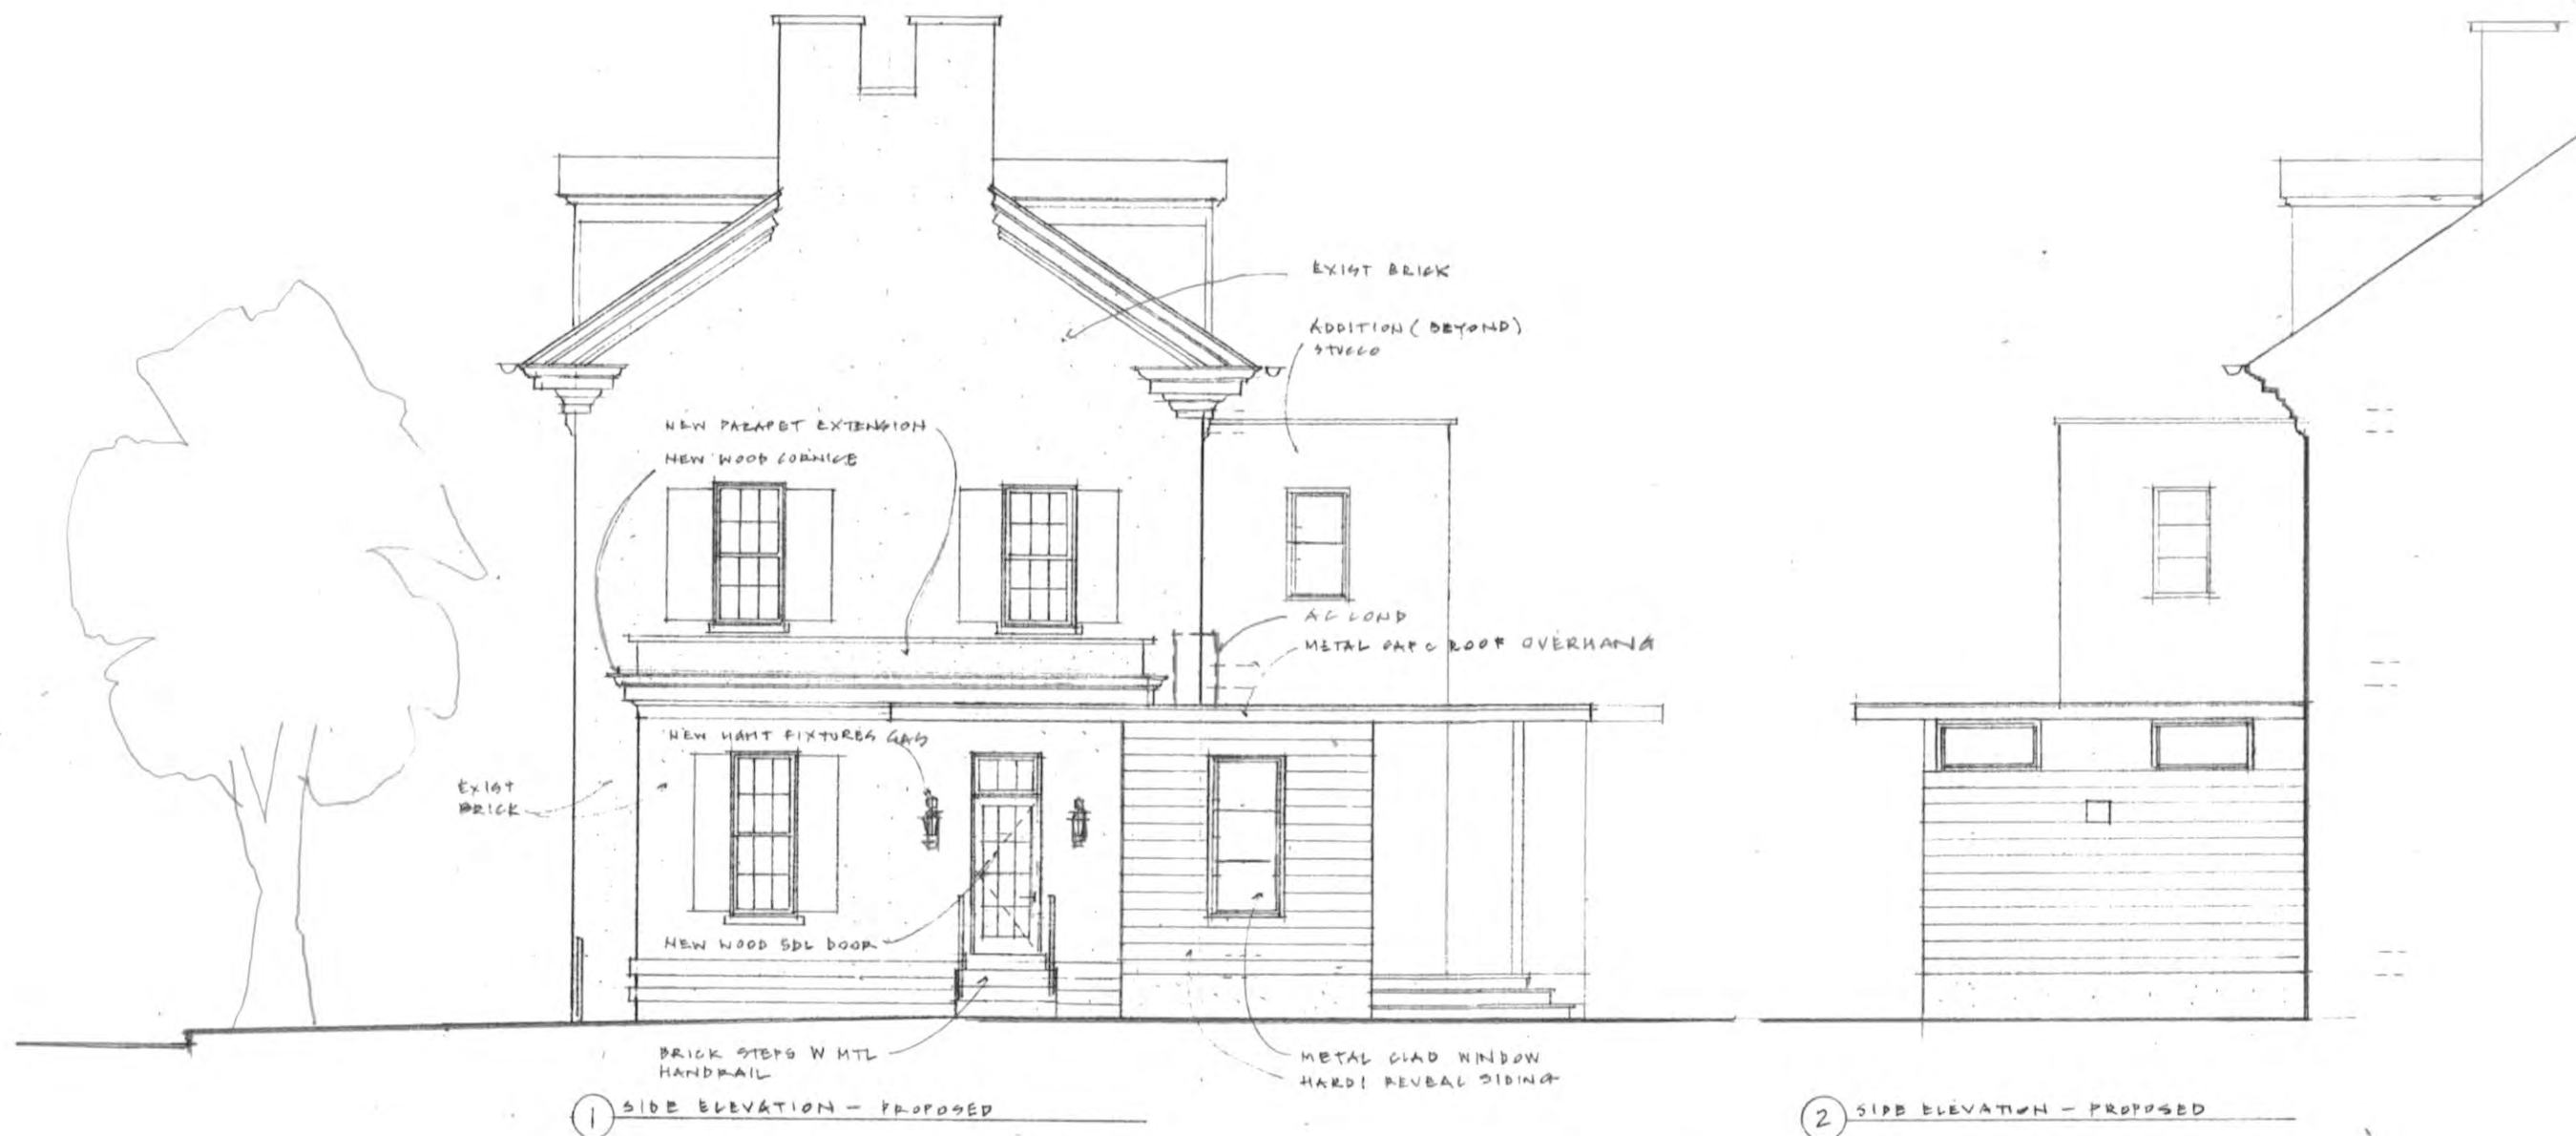 EXIST BRICK
ADDITION (BEYOND)
STUCCO
NEW PARAPET EXTENSION
NEW WOOD CORNICE
AC COND
METAL CAP C ROOF OVERHANG
NEW LIGHT FIXTURES GAS
EXIST
BRICK
NEW WOOD SDL DOOR
BRICK STEPS W MTL
HANDRAIL
METAL CLAD WINDOW
HARDI REVEAL SIDING
1 SIDE ELEVATION – PROPOSED
2 SIDE ELEVATION – PROPOSED